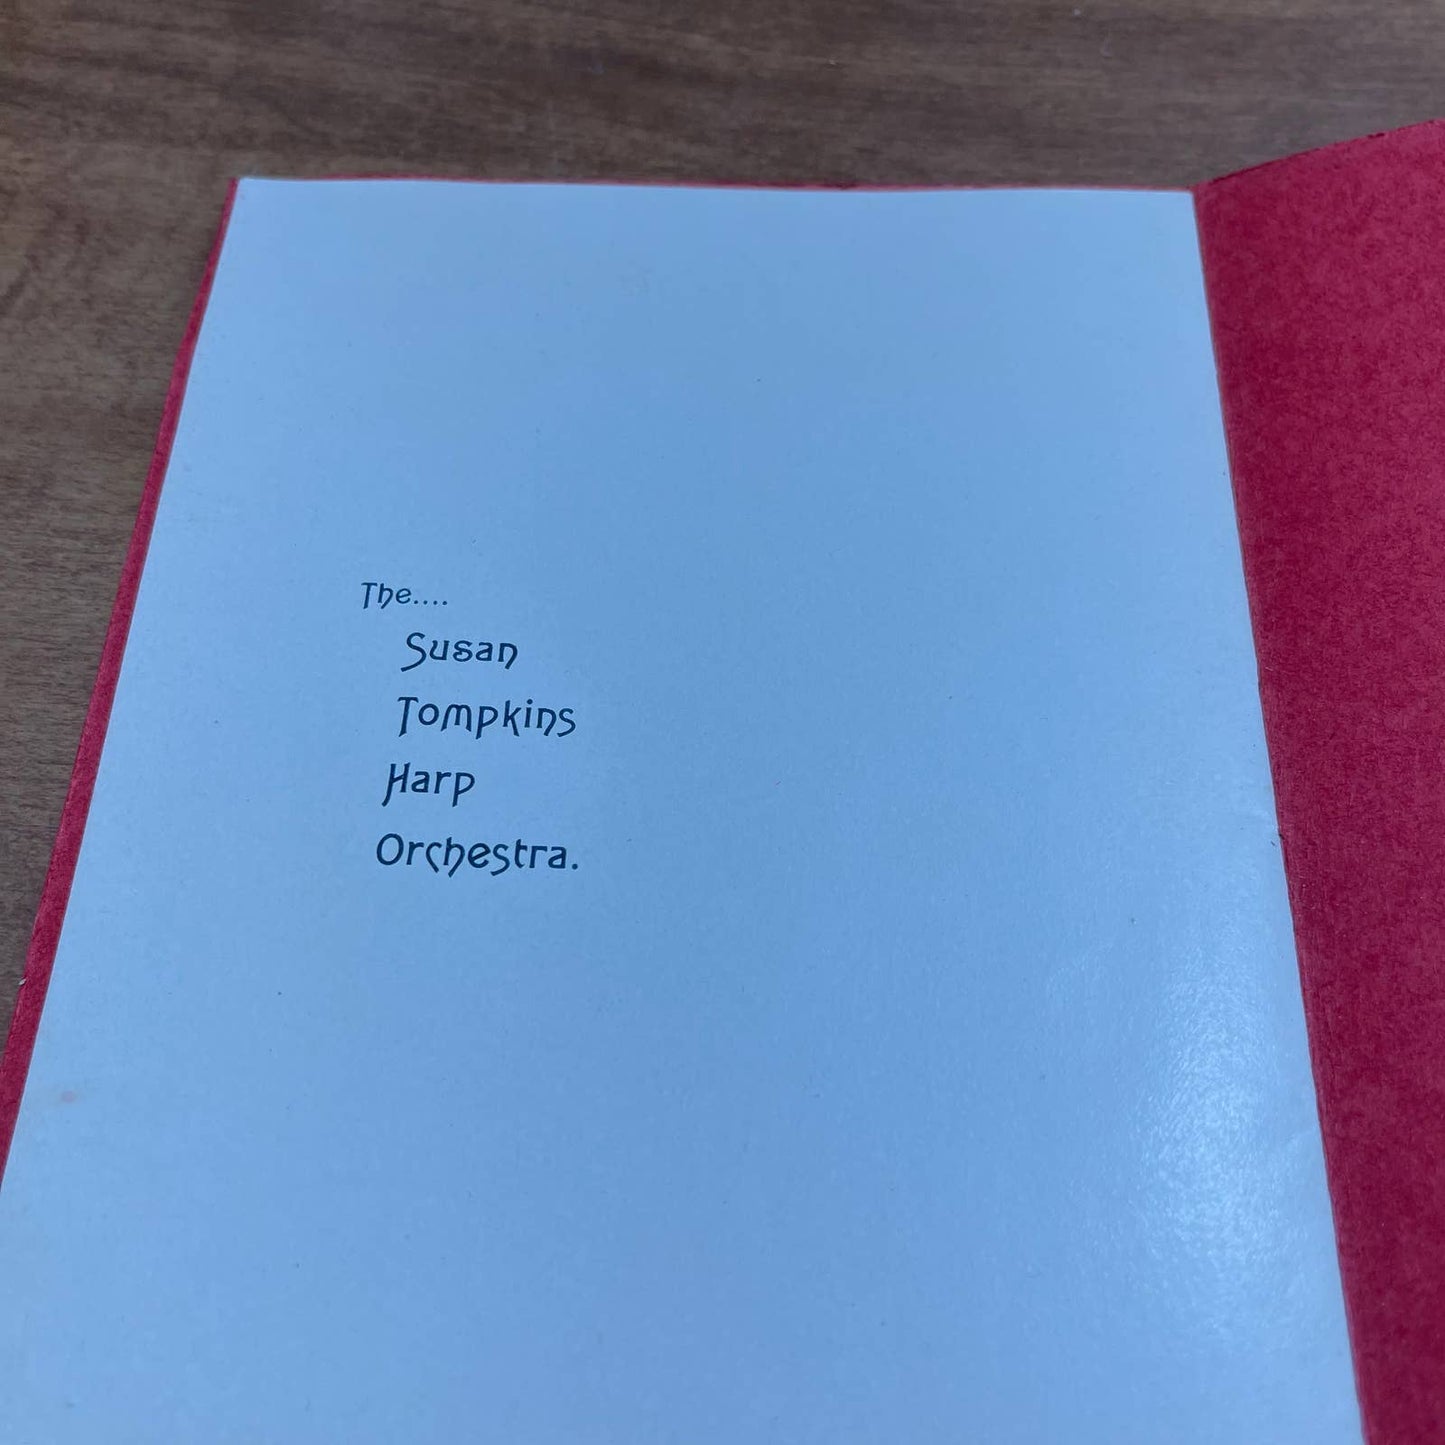 The....
Susan
Tompkins
Harp
Orchestra.